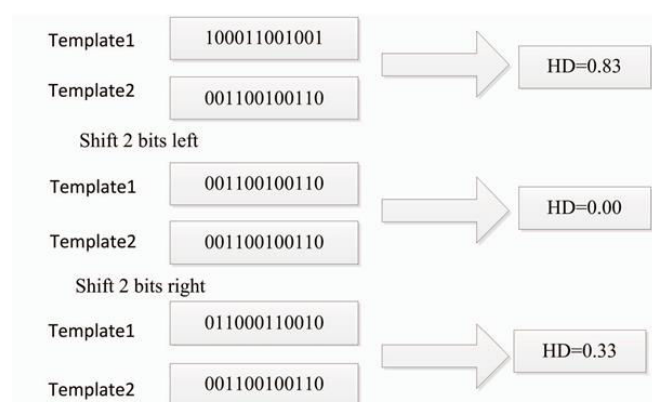 Template1 100011001001
HD=0.83
Template2 001100100110
Shift 2 bits left
Template1 001100100110
HD=0.00
Template2 001100100110
Shift 2 bits right
Template1 011000110010
HD=0.33
Template2 001100100110